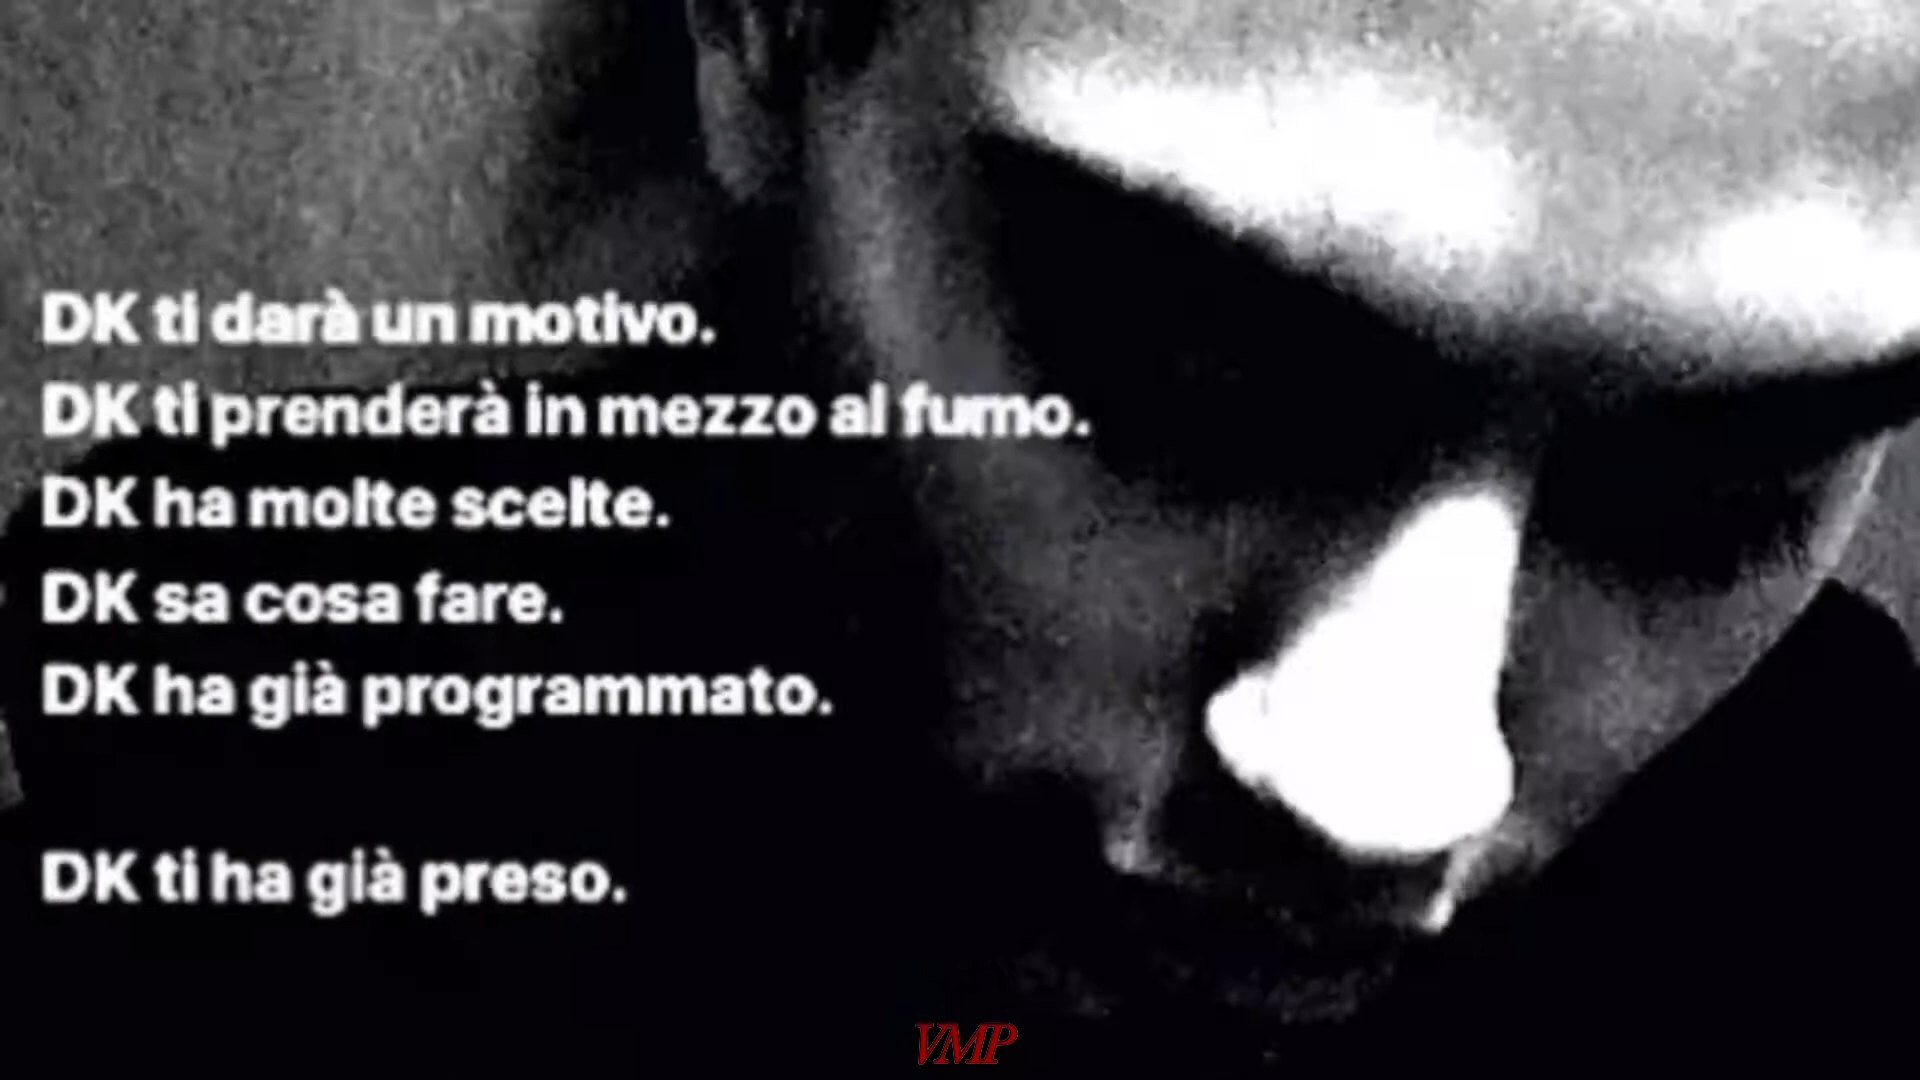 DK ti darà un motivo.
DK ti prenderà in mezzo al fumo.
DK ha molte scelte.
DK sa cosa fare.
DK ha già programmato.
DK ti ha già preso.
VMP